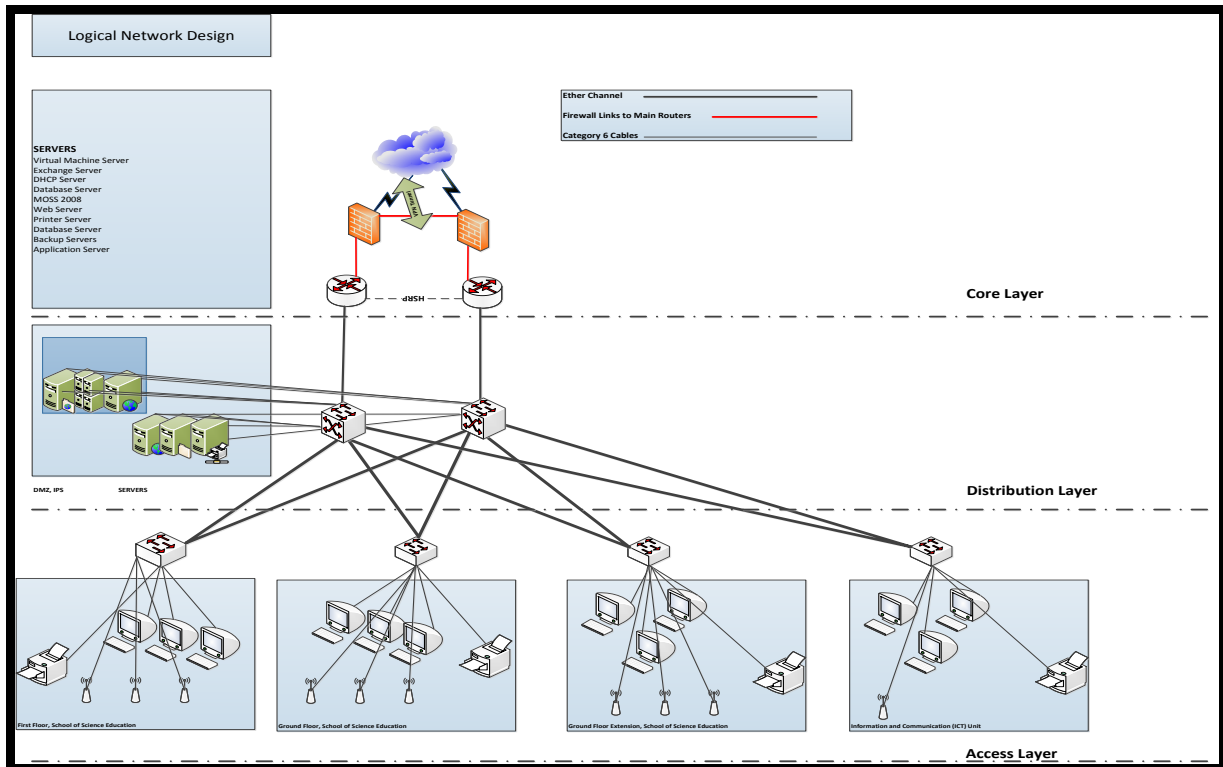 Logical Network Design
SERVERS
Virtual Machine Server
Exchange Server
DHCP Server
Database Server
MOSS 2008
Web Server
Printer Server
Database Server
Backup Servers
Application Server
Ether Channel
Firewall Links to Main Routers
Category 6 Cables
VPN Tunnel
HSRP
Core Layer
DMZ, IPS
SERVERS
Distribution Layer
First Floor, School of Science Education
Ground Floor, School of Science Education
Ground Floor Extension, School of Science Education
Information and Communication (ICT) Unit
Access Layer